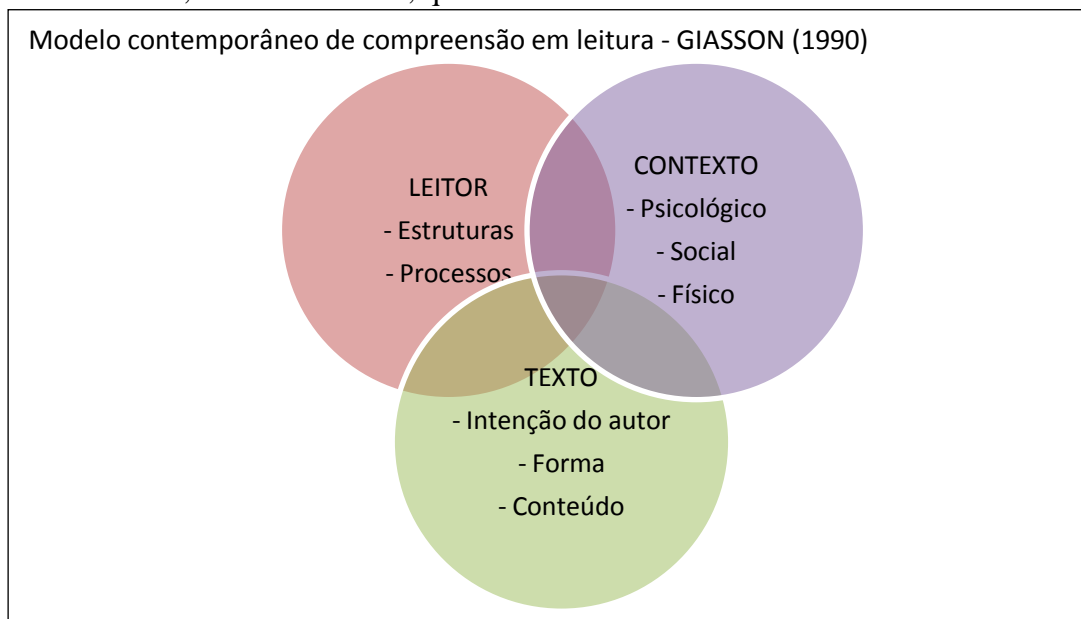 Modelo contemporâneo de compreensão em leitura - GIASSON (1990)
LEITOR
- Estruturas
- Processos
CONTEXTO
- Psicológico
- Social
- Físico
TEXTO
- Intenção do autor
- Forma
- Conteúdo